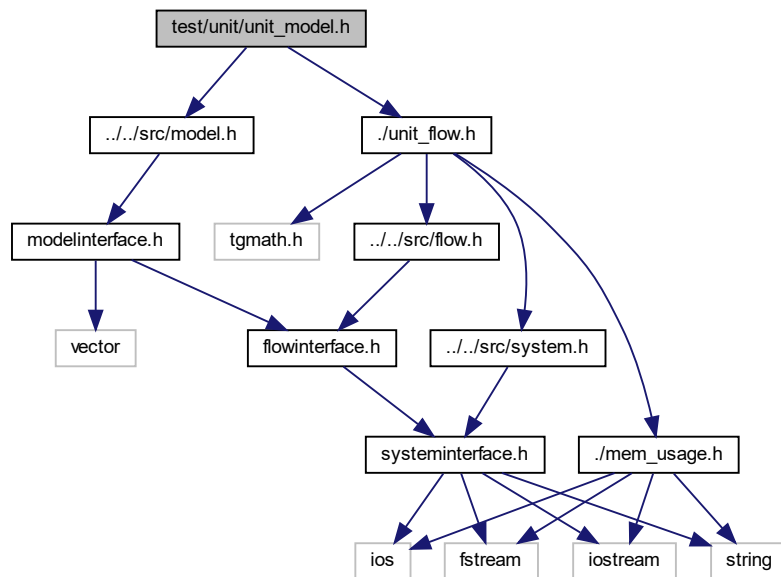 test/unit/unit_model.h
../../src/model.h
./unit_flow.h
modelinterface.h
tgmath.h
../../src/flow.h
vector
flowinterface.h
../../src/system.h
systeminterface.h
./mem_usage.h
ios
fstream
iostream
string